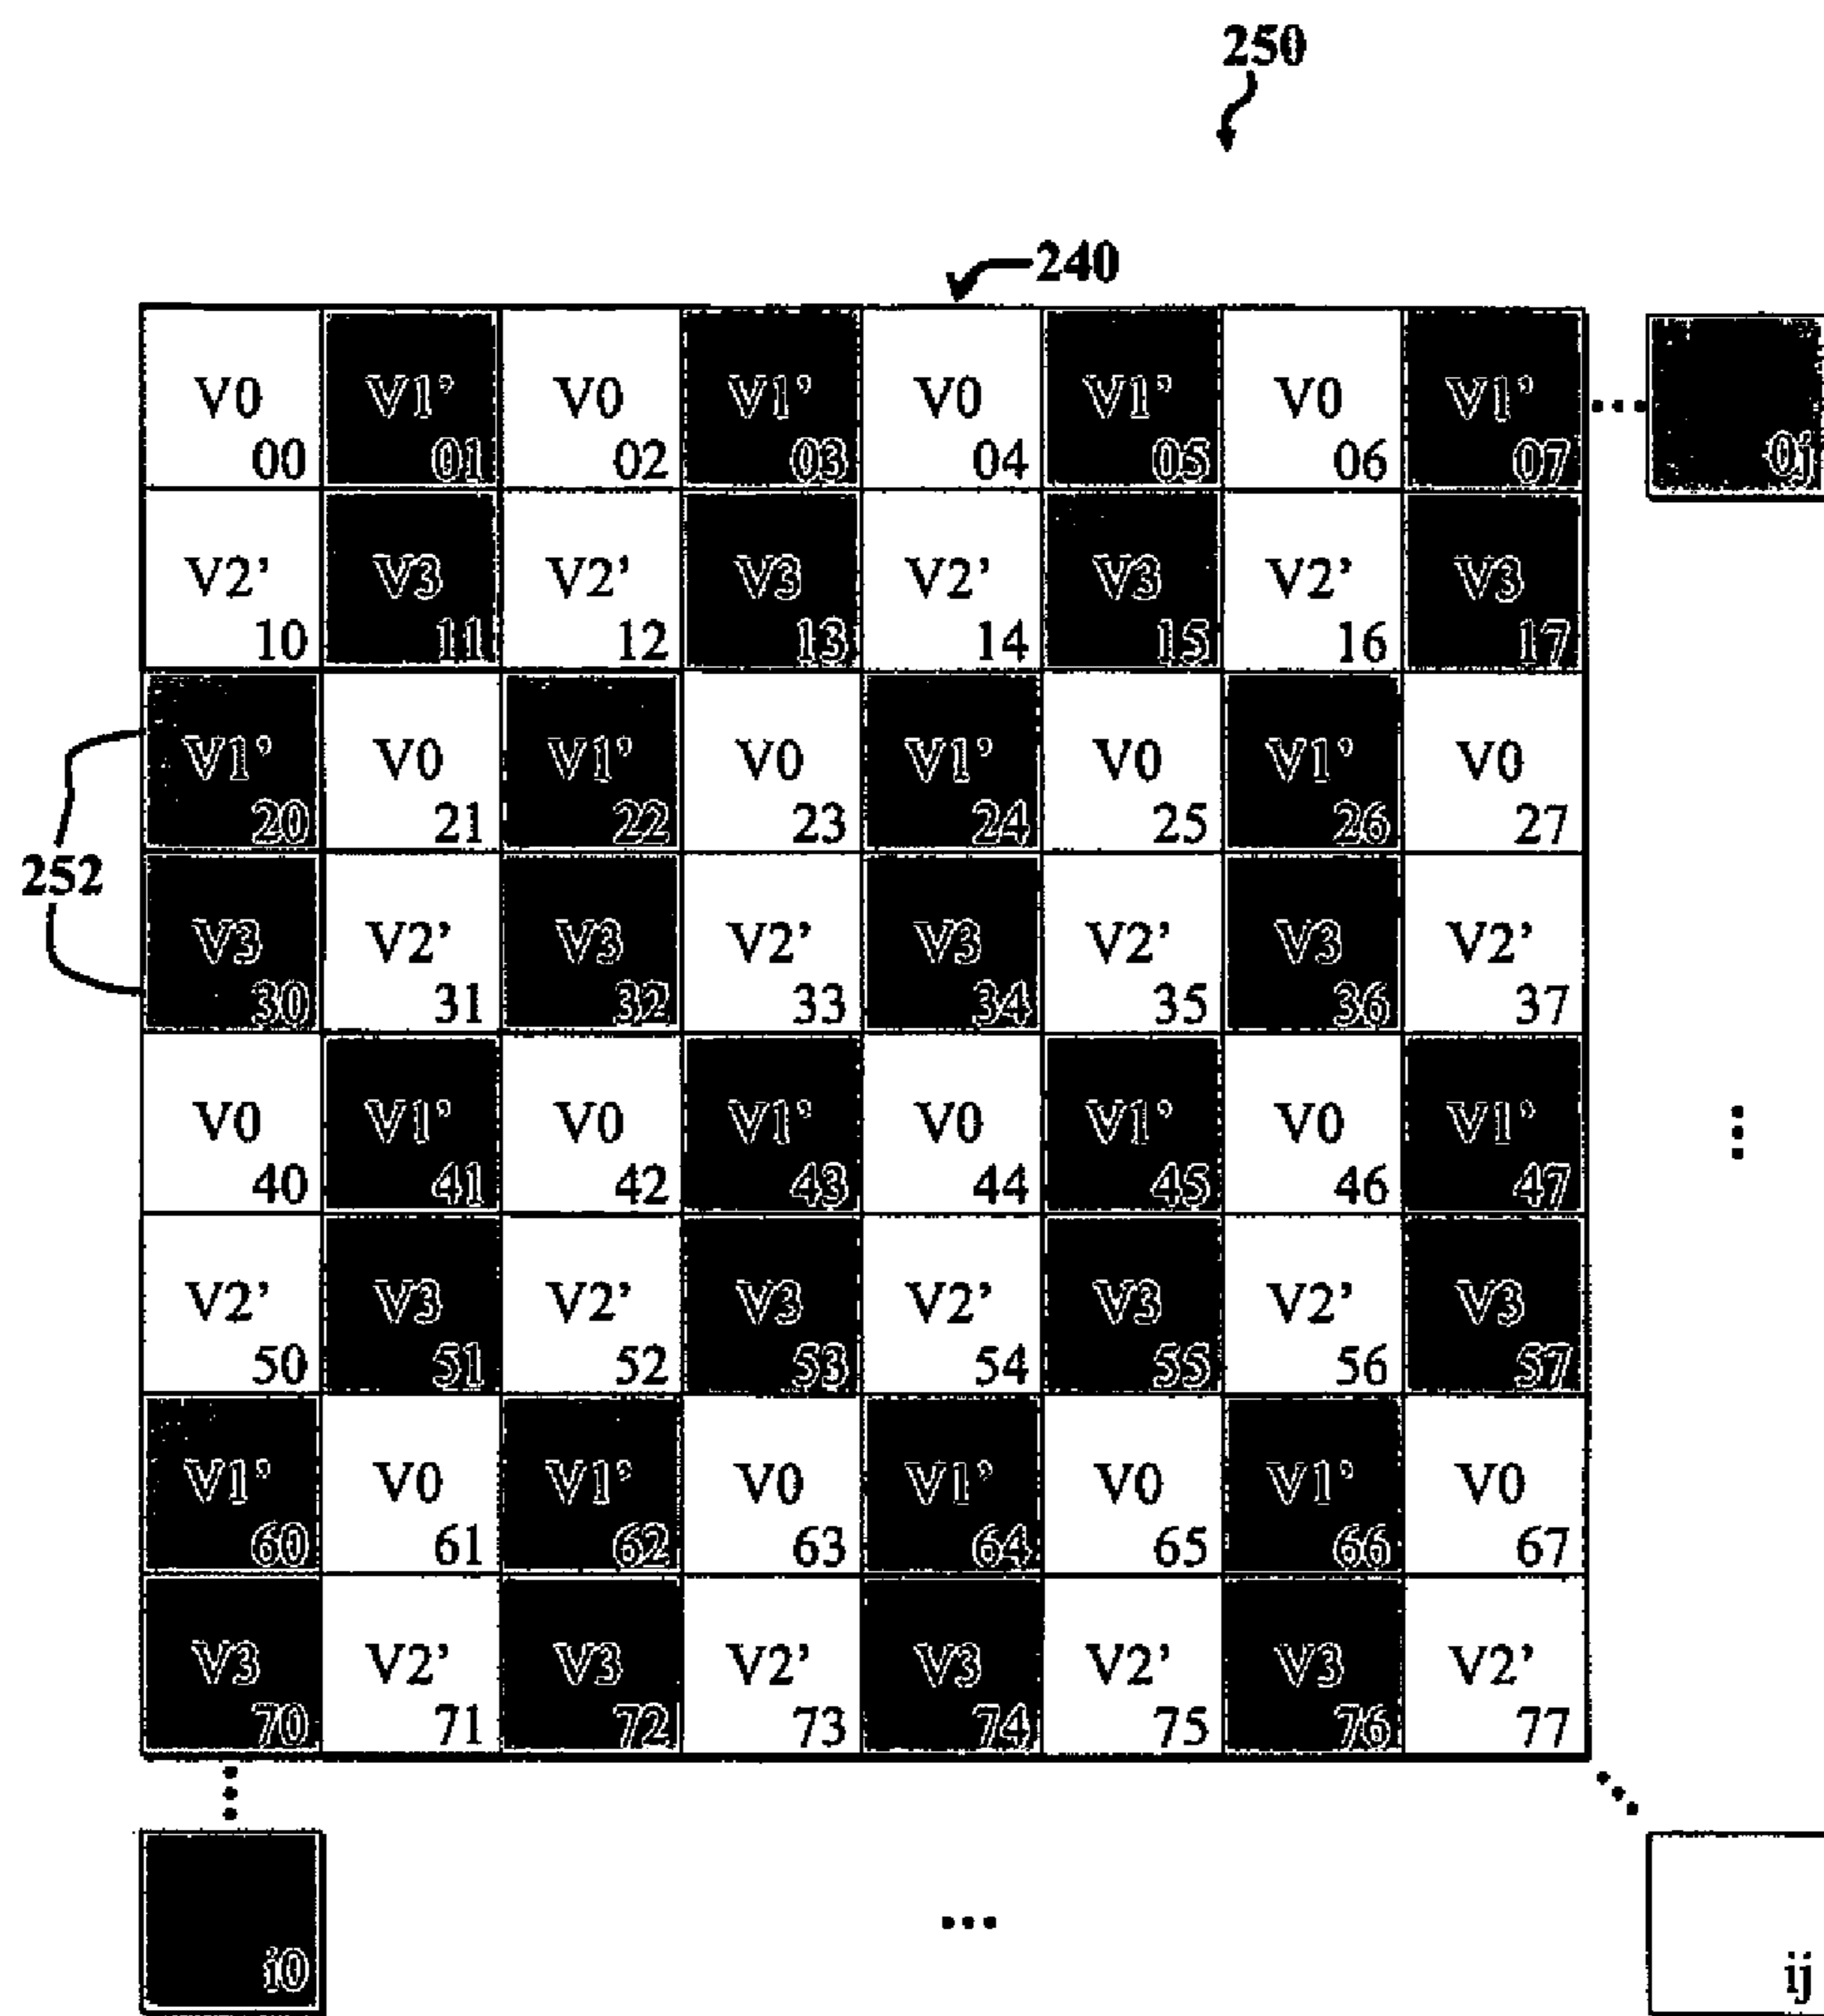 250
240
V0 V1’ V0 V1’ V0 V1’ V0 V1’
00 01 02 03 04 05 06 07 ... 0j
V2’ V3 V2’ V3 V2’ V3 V2’ V3
10 11 12 13 14 15 16 17
V1’ V0 V1’ V0 V1’ V0 V1’ V0
20 21 22 23 24 25 26 27
252
V3 V2’ V3 V2’ V3 V2’ V3 V2’
30 31 32 33 34 35 36 37
V0 V1’ V0 V1’ V0 V1’ V0 V1’
40 41 42 43 44 45 46 47
V2’ V3 V2’ V3 V2’ V3 V2’ V3
50 51 52 53 54 55 56 57
V1’ V0 V1’ V0 V1’ V0 V1’ V0
60 61 62 63 64 65 66 67
V3 V2’ V3 V2’ V3 V2’ V3 V2’
70 71 72 73 74 75 76 77
i0 ... ij